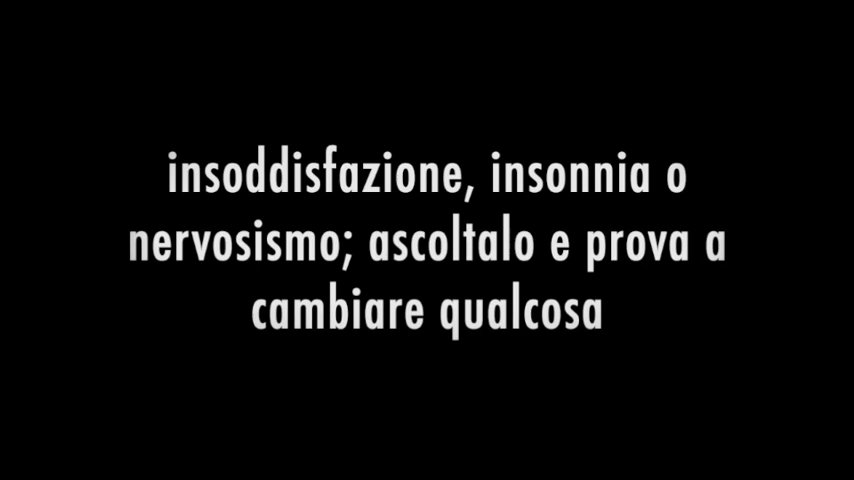 insoddisfazione, insonnia o
nervosismo; ascoltalo e prova a
cambiare qualcosa